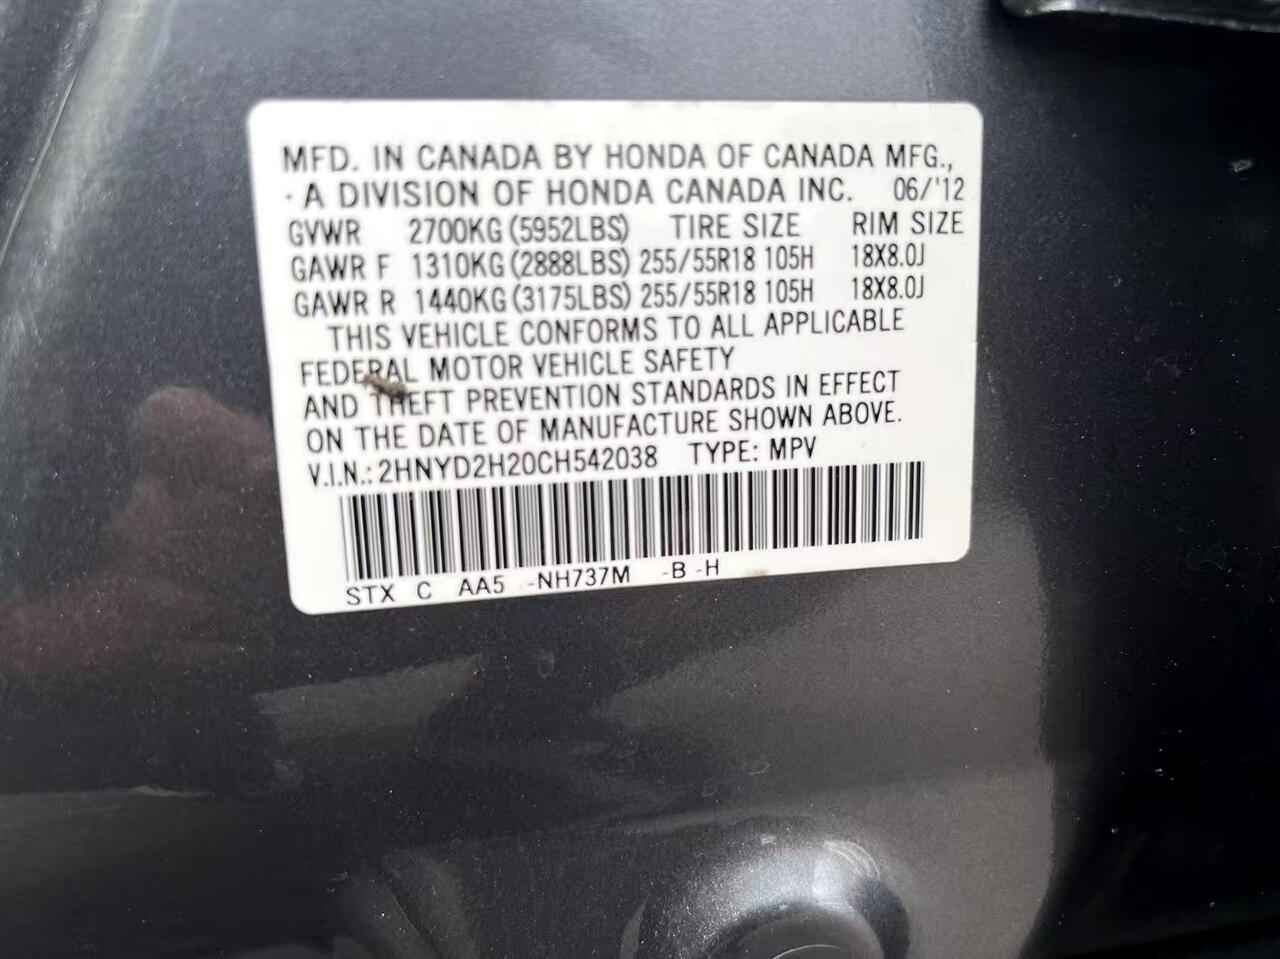 MFD. IN CANADA BY HONDA OF CANADA MFG.,
· A DIVISION OF HONDA CANADA INC. 06/'12
GVWR 2700KG (5952LBS) TIRE SIZE RIM SIZE
GAWR F 1310KG (2888LBS) 255/55R18 105H 18X8.0J
GAWR R 1440KG (3175LBS) 255/55R18 105H 18X8.0J
THIS VEHICLE CONFORMS TO ALL APPLICABLE
FEDERAL MOTOR VEHICLE SAFETY
AND THEFT PREVENTION STANDARDS IN EFFECT
ON THE DATE OF MANUFACTURE SHOWN ABOVE.
V.I.N.: 2HNYD2H20CH542038 TYPE: MPV
STX C AA5 -NH737M -B -H